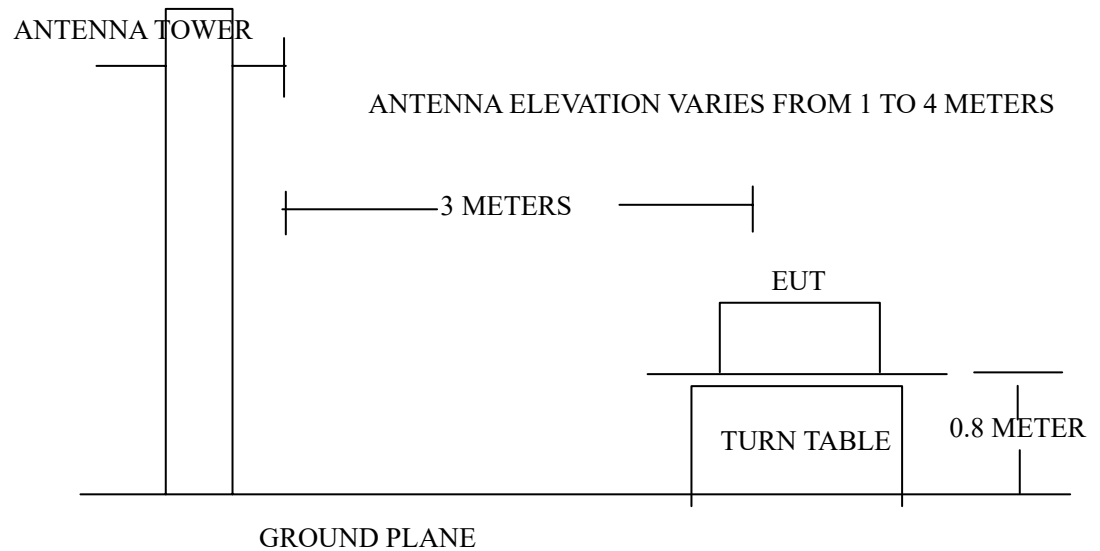 ANTENNA TOWER
ANTENNA ELEVATION VARIES FROM 1 TO 4 METERS
3 METERS
EUT
TURN TABLE
0.8 METER
GROUND PLANE